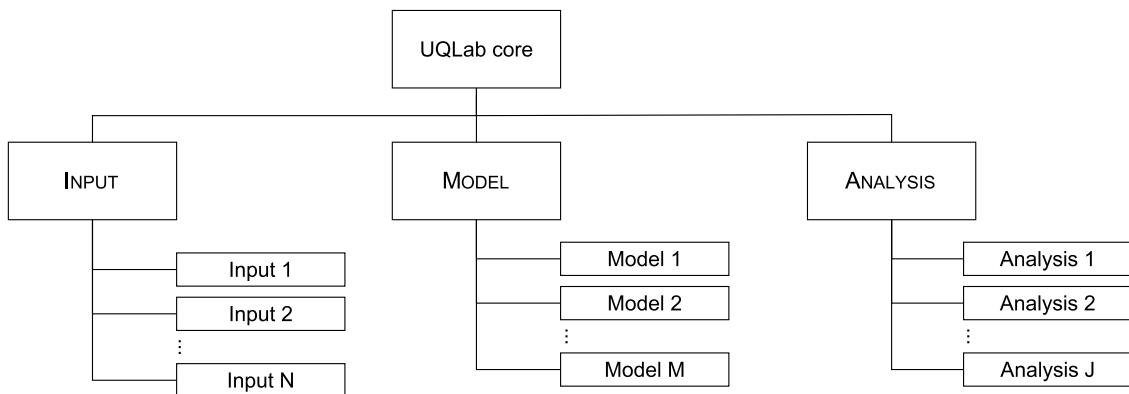 UQLab core
INPUT
MODEL
ANALYSIS
Input 1
Input 2
⋮
Input N
Model 1
Model 2
⋮
Model M
Analysis 1
Analysis 2
⋮
Analysis J